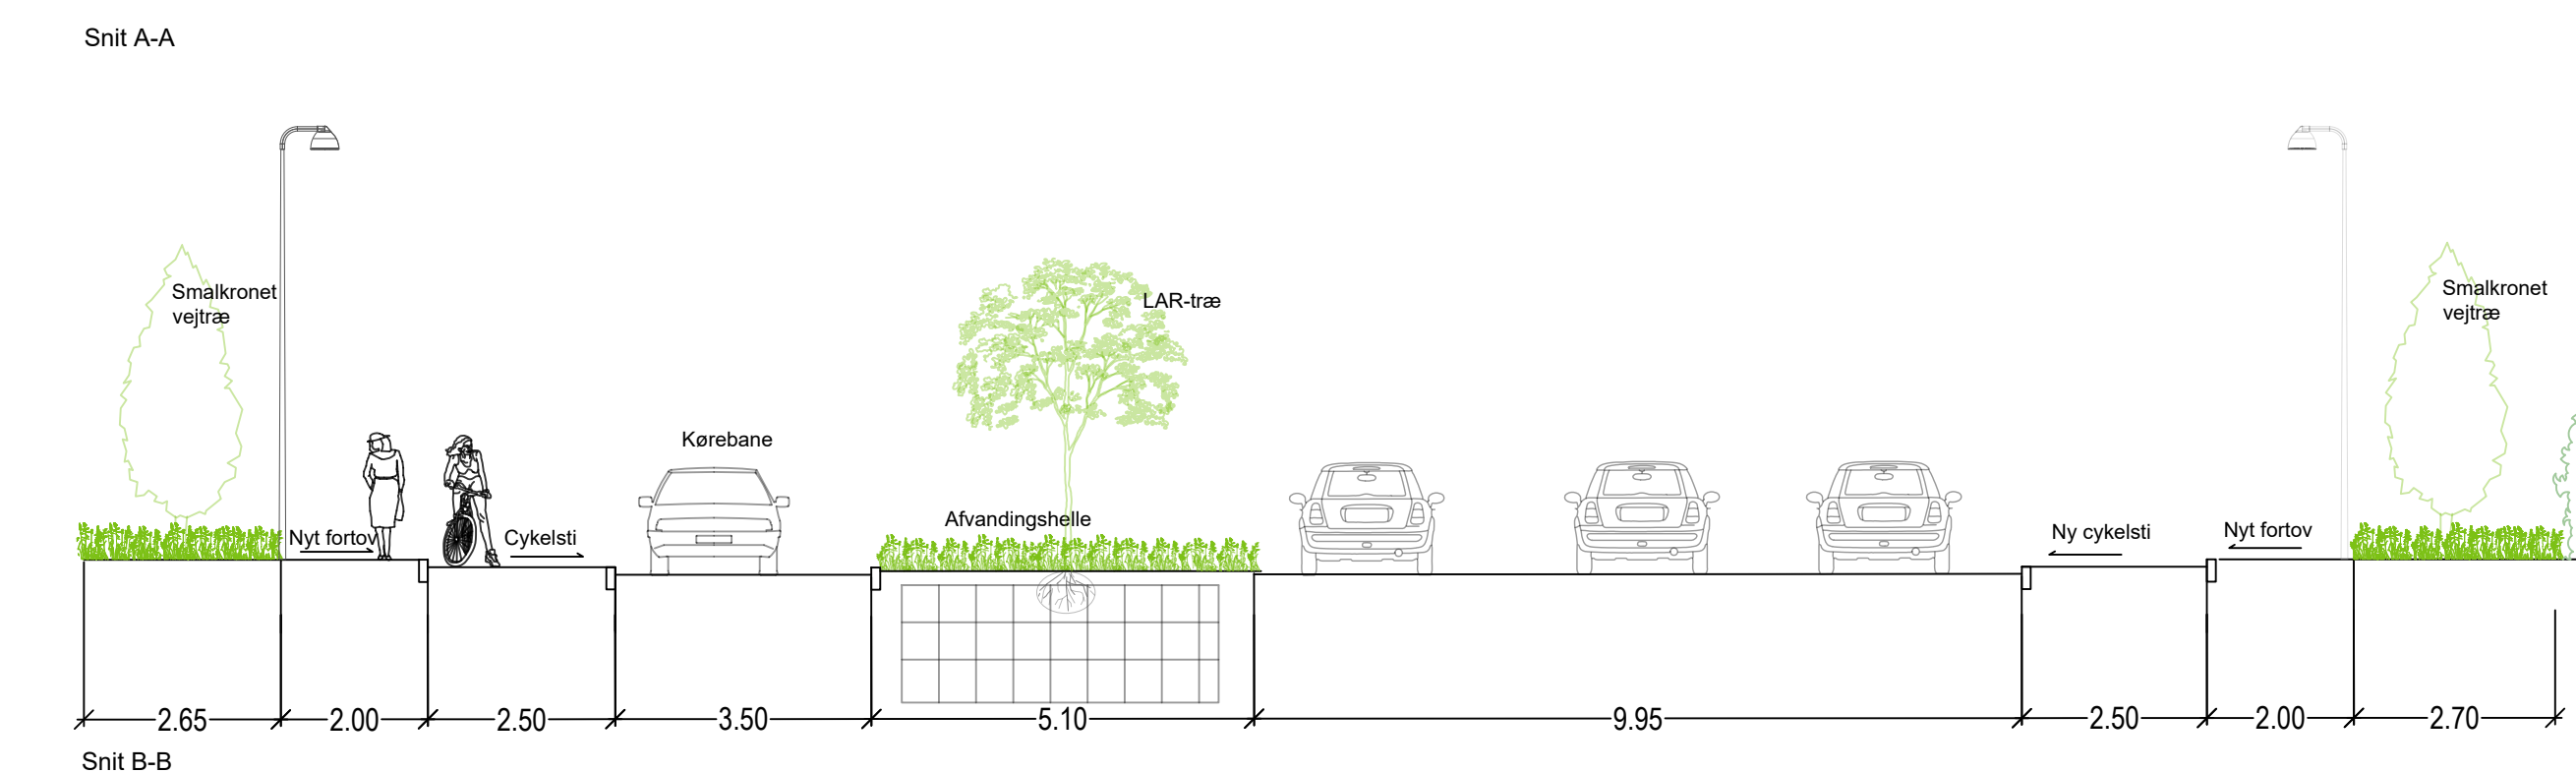 Snit A-A
Smalkronet
vejtræ
LAR-træ
Smalkronet
vejtræ
Kørebane
Afvandingshelle
Nyt fortov
Cykelsti
Ny cykelsti
Nyt fortov
2.65
2.00
2.50
3.50
5.10
9.95
2.50
2.00
2.70
Snit B-B